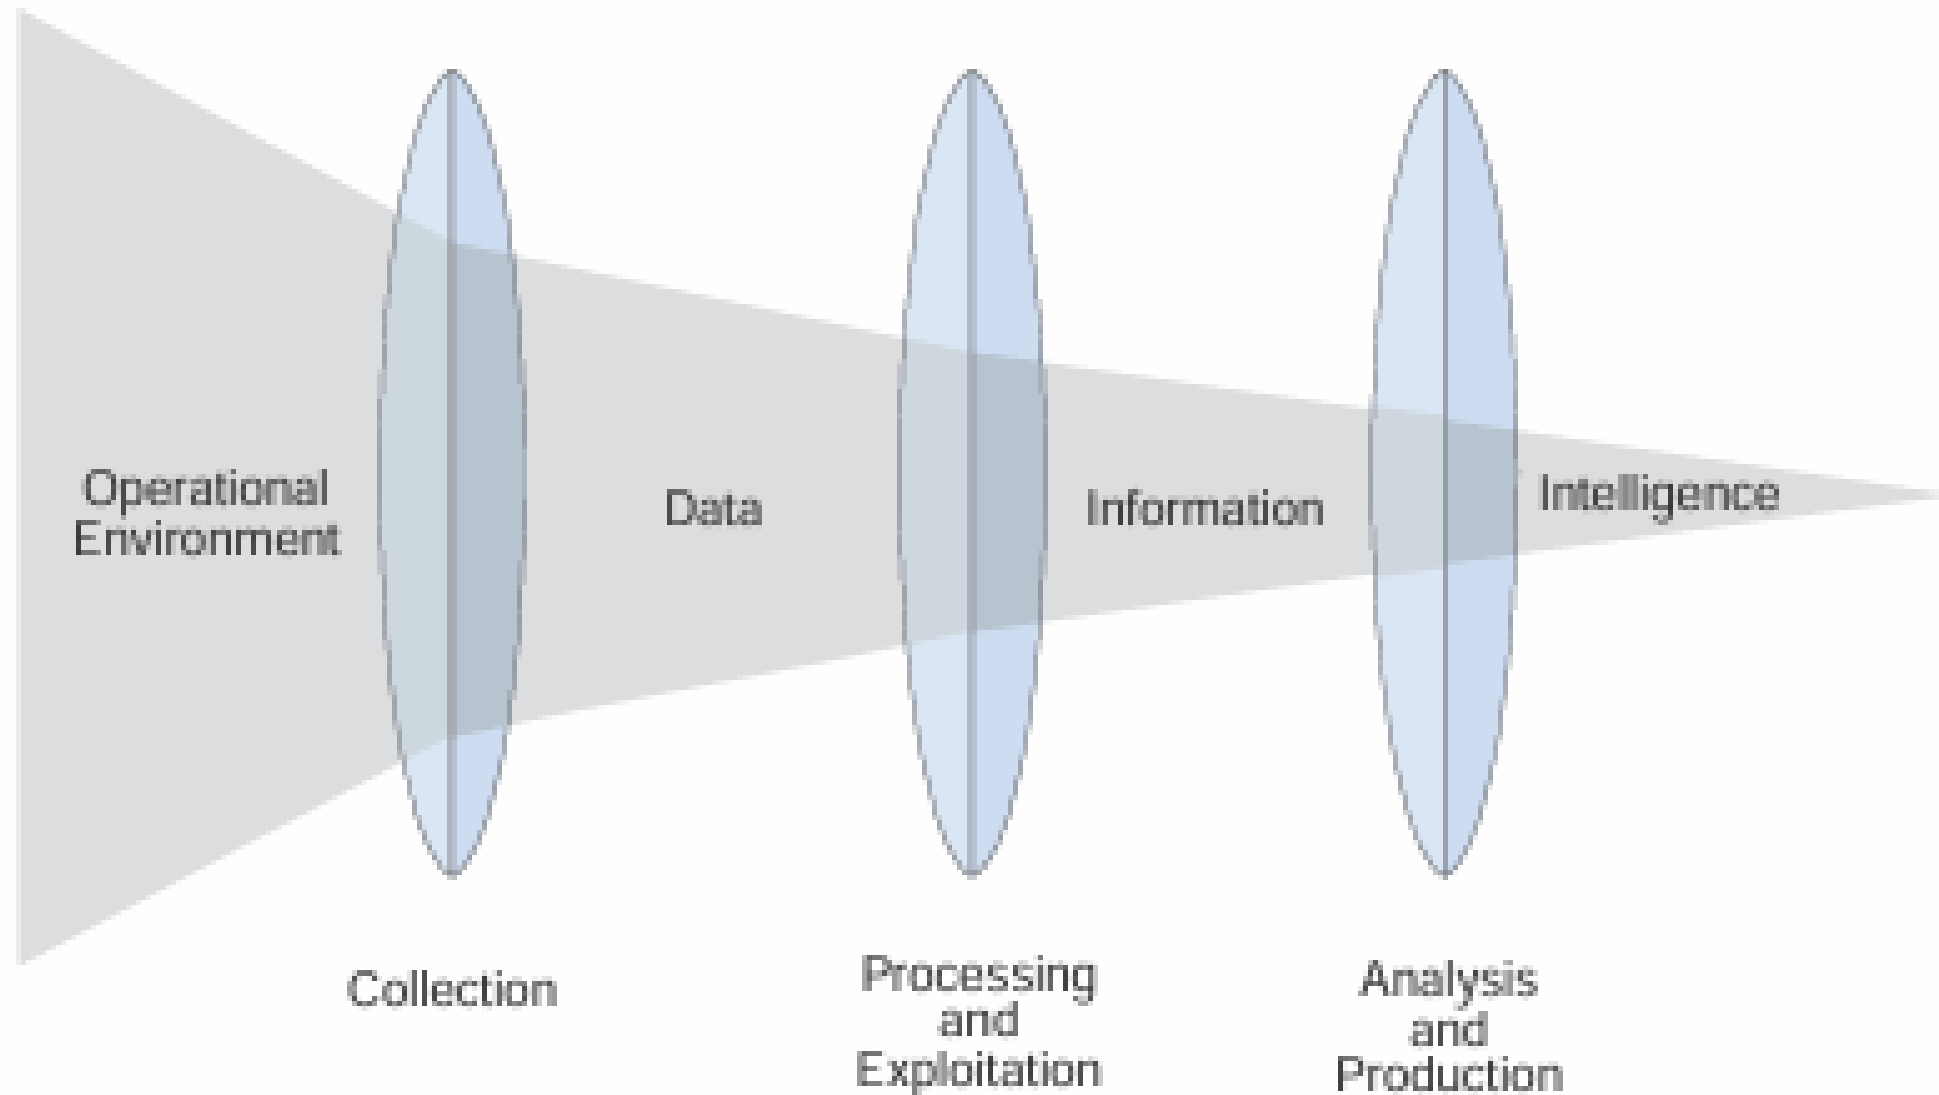 Operational
Environment
Data
Information
Intelligence
Collection
Processing
and
Exploitation
Analysis
and
Production